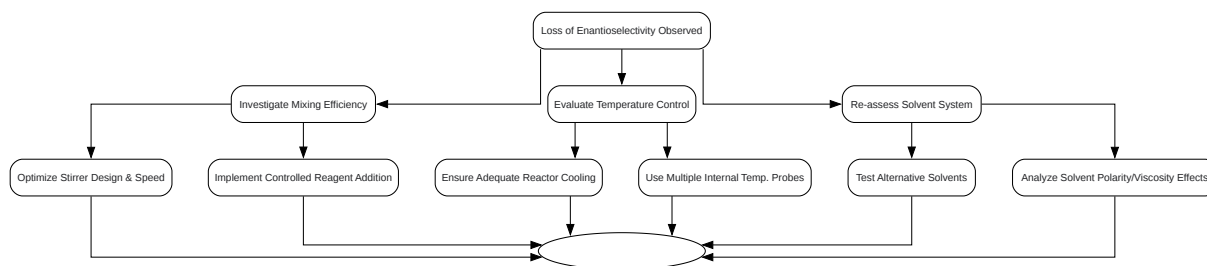 Loss of Enantioselectivity Observed
Investigate Mixing Efficiency
Evaluate Temperature Control
Re-assess Solvent System
Optimize Stirrer Design & Speed
Implement Controlled Reagent Addition
Ensure Adequate Reactor Cooling
Use Multiple Internal Temp. Probes
Test Alternative Solvents
Analyze Solvent Polarity/Viscosity Effects